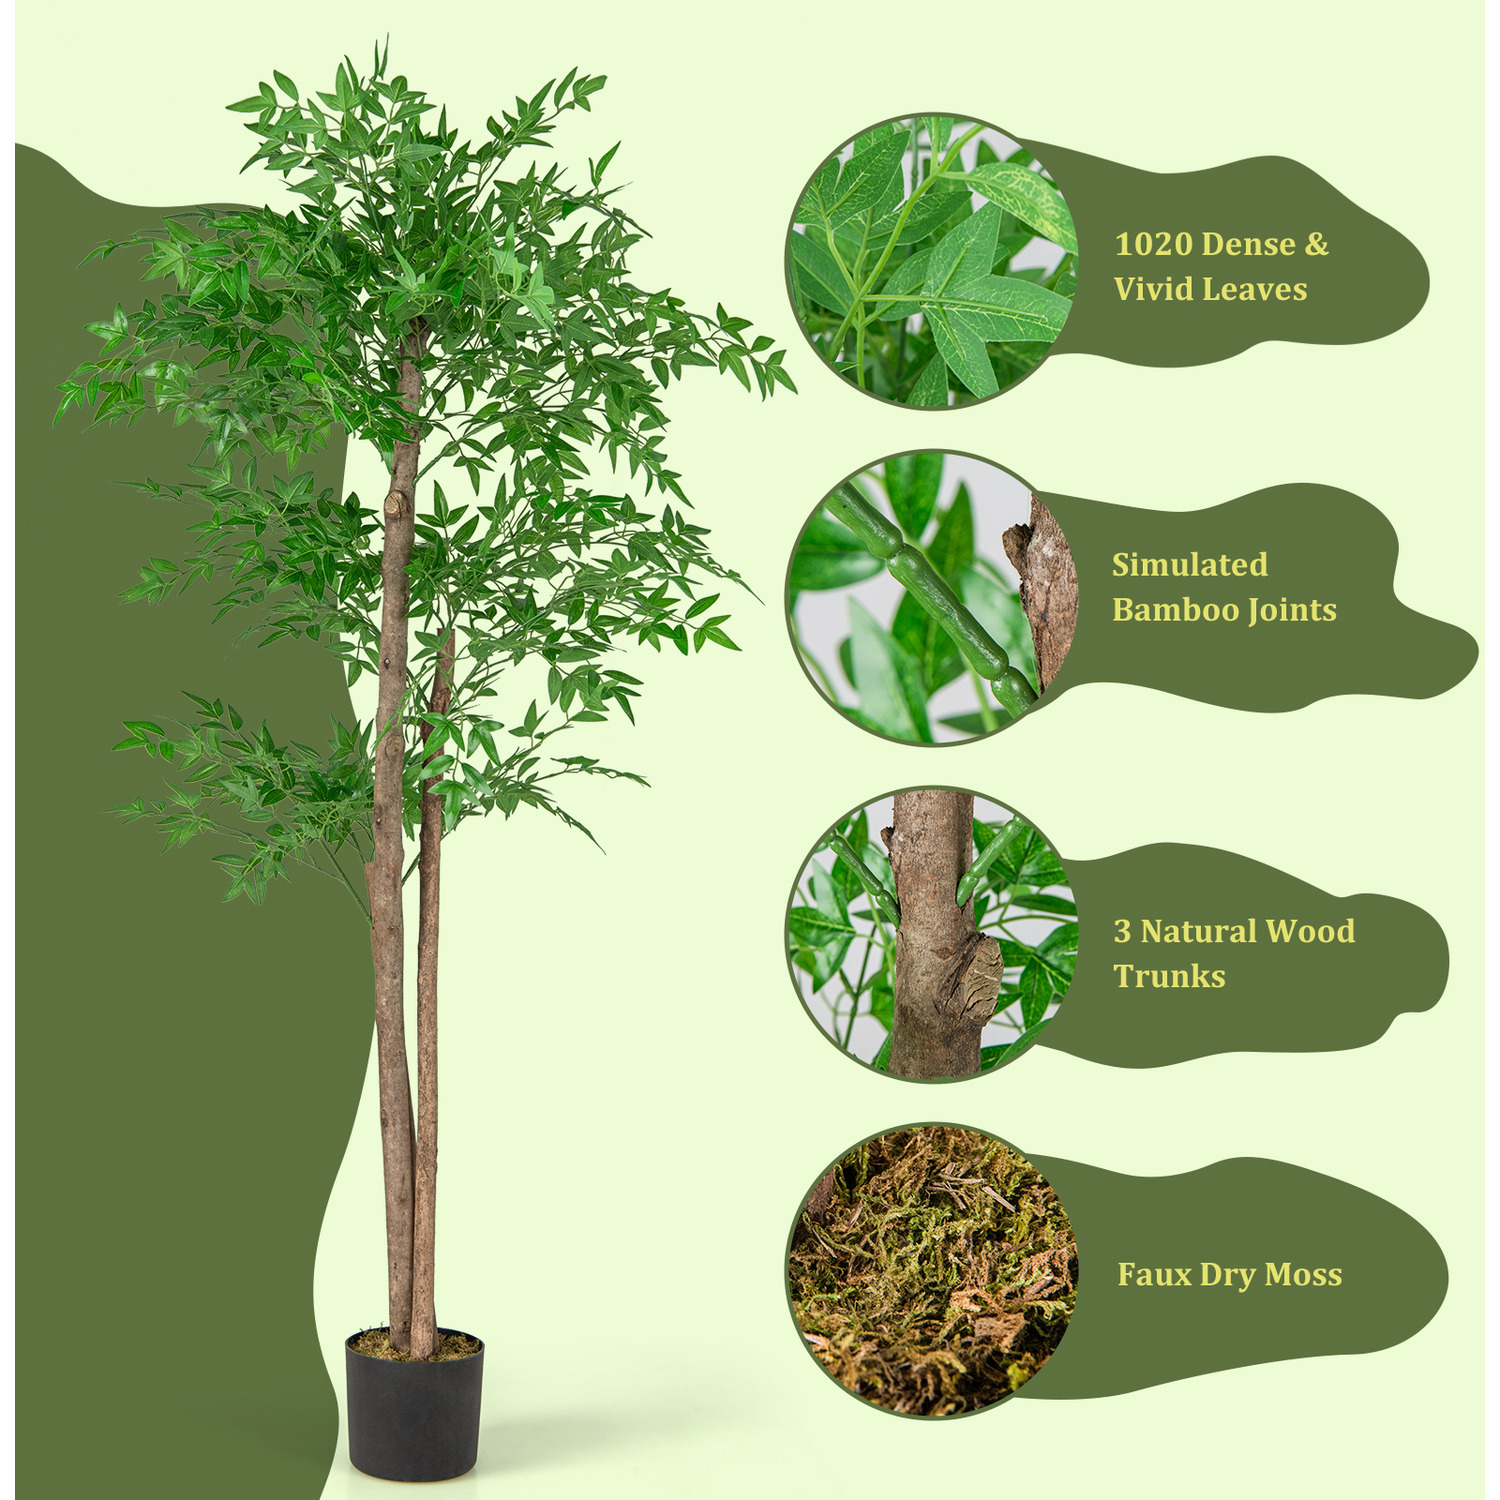 1020 Dense &
Vivid Leaves
Simulated
Bamboo Joints
3 Natural Wood
Trunks
Faux Dry Moss